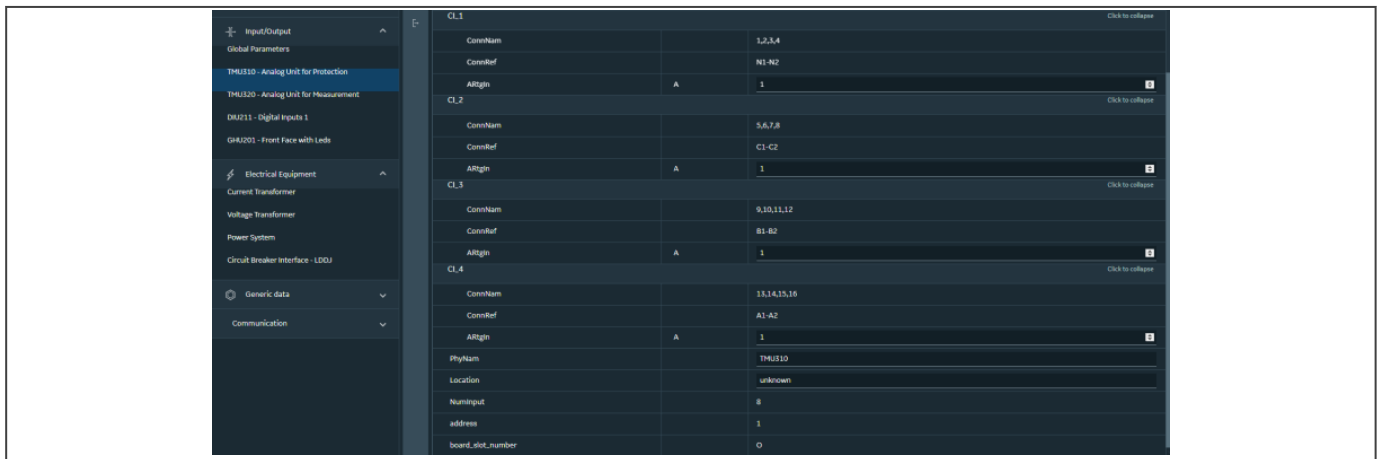 Input/Output
Global Parameters
TMU310 - Analog Unit for Protection
TMU320 - Analog Unit for Measurement
DIU211 - Digital Inputs 1
GHU201 - Front Face with Leds
Electrical Equipment
Current Transformer
Voltage Transformer
Power System
Circuit Breaker Interface - LDDJ
Generic data
Communication
CI_1 Click to collapse
ConnNam 1,2,3,4
ConnRef N1-N2
ARtgIn A 1
CI_2 Click to collapse
ConnNam 5,6,7,8
ConnRef C1-C2
ARtgIn A 1
CI_3 Click to collapse
ConnNam 9,10,11,12
ConnRef B1-B2
ARtgIn A 1
CI_4 Click to collapse
ConnNam 13,14,15,16
ConnRef A1-A2
ARtgIn A 1
PhyNam TMU310
Location unknown
NumInput 8
address 1
board_slot_number O